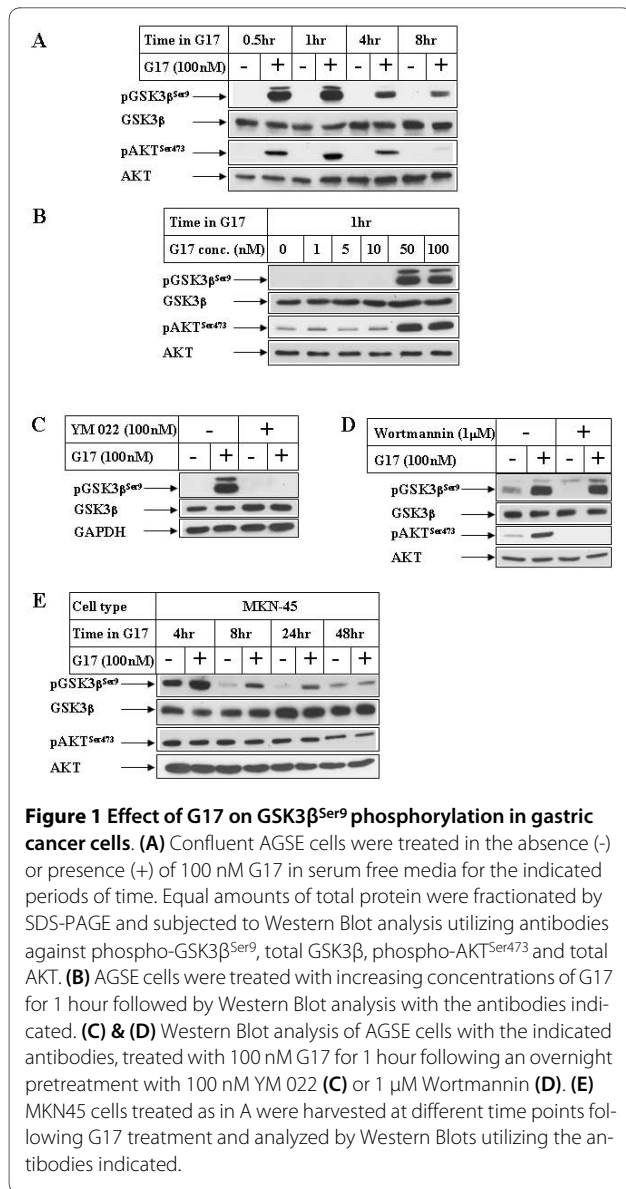 A
Time in G17 0.5hr 1hr 4hr 8hr
G17 (100nM) - + - + - + - +
pGSK3βSer9
GSK3β
pAKTSer473
AKT
B
Time in G17 1hr
G17 conc. (nM) 0 1 5 10 50 100
pGSK3βSer9
GSK3β
pAKTSer473
AKT
C
YM 022 (100nM) - +
G17 (100nM) - + - +
pGSK3βSer9
GSK3β
GAPDH
D
Wortmannin (1μM) - +
G17 (100nM) - + - +
pGSK3βSer9
GSK3β
pAKTSer473
AKT
E
Cell type MKN-45
Time in G17 4hr 8hr 24hr 48hr
G17 (100nM) - + - + - + - +
pGSK3βSer9
GSK3β
pAKTSer473
AKT
Figure 1 Effect of G17 on GSK3βSer9 phosphorylation in gastric
cancer cells. (A) Confluent AGSE cells were treated in the absence (-)
or presence (+) of 100 nM G17 in serum free media for the indicated
periods of time. Equal amounts of total protein were fractionated by
SDS-PAGE and subjected to Western Blot analysis utilizing antibodies
against phospho-GSK3βSer9, total GSK3β, phospho-AKTSer473 and total
AKT. (B) AGSE cells were treated with increasing concentrations of G17
for 1 hour followed by Western Blot analysis with the antibodies indi-
cated. (C) & (D) Western Blot analysis of AGSE cells with the indicated
antibodies, treated with 100 nM G17 for 1 hour following an overnight
pretreatment with 100 nM YM 022 (C) or 1 μM Wortmannin (D). (E)
MKN45 cells treated as in A were harvested at different time points fol-
lowing G17 treatment and analyzed by Western Blots utilizing the an-
tibodies indicated.